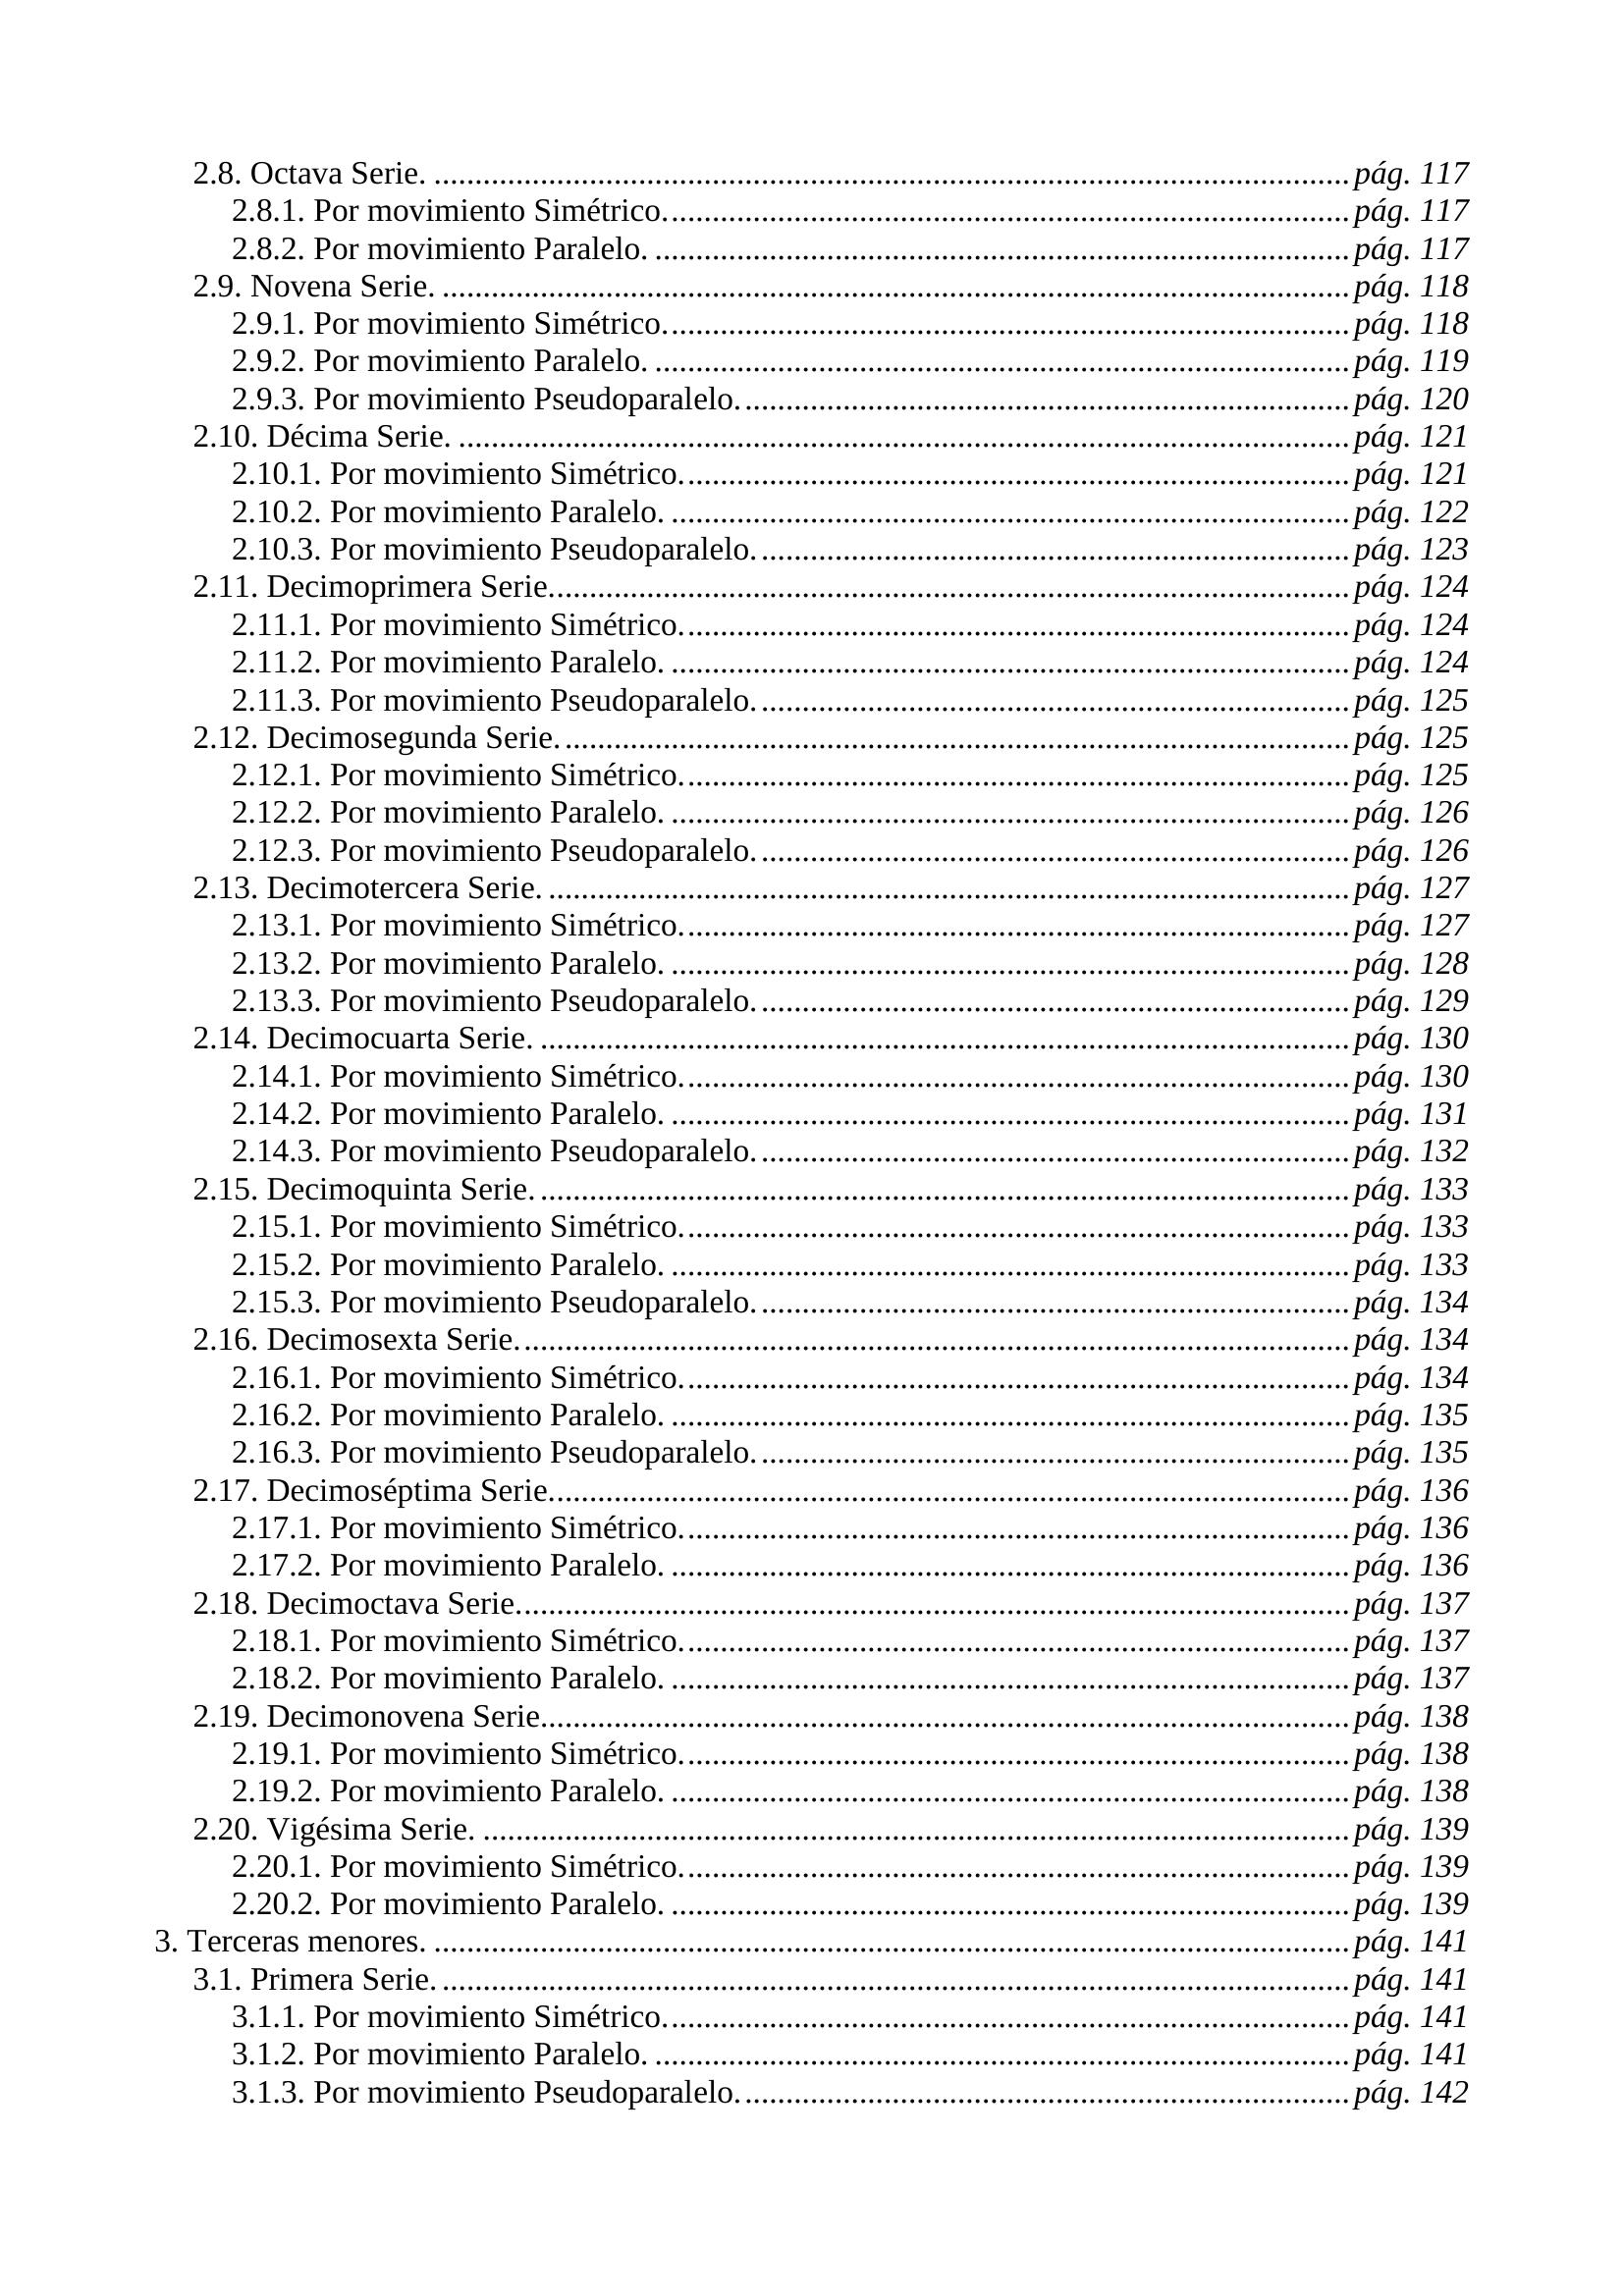 2.8. Octava Serie. ........ pág. 117
2.8.1. Por movimiento Simétrico. ........ pág. 117
2.8.2. Por movimiento Paralelo. ........ pág. 117
2.9. Novena Serie. ........ pág. 118
2.9.1. Por movimiento Simétrico. ........ pág. 118
2.9.2. Por movimiento Paralelo. ........ pág. 119
2.9.3. Por movimiento Pseudoparalelo. ........ pág. 120
2.10. Décima Serie. ........ pág. 121
2.10.1. Por movimiento Simétrico. ........ pág. 121
2.10.2. Por movimiento Paralelo. ........ pág. 122
2.10.3. Por movimiento Pseudoparalelo. ........ pág. 123
2.11. Decimoprimera Serie. ........ pág. 124
2.11.1. Por movimiento Simétrico. ........ pág. 124
2.11.2. Por movimiento Paralelo. ........ pág. 124
2.11.3. Por movimiento Pseudoparalelo. ........ pág. 125
2.12. Decimosegunda Serie. ........ pág. 125
2.12.1. Por movimiento Simétrico. ........ pág. 125
2.12.2. Por movimiento Paralelo. ........ pág. 126
2.12.3. Por movimiento Pseudoparalelo. ........ pág. 126
2.13. Decimotercera Serie. ........ pág. 127
2.13.1. Por movimiento Simétrico. ........ pág. 127
2.13.2. Por movimiento Paralelo. ........ pág. 128
2.13.3. Por movimiento Pseudoparalelo. ........ pág. 129
2.14. Decimocuarta Serie. ........ pág. 130
2.14.1. Por movimiento Simétrico. ........ pág. 130
2.14.2. Por movimiento Paralelo. ........ pág. 131
2.14.3. Por movimiento Pseudoparalelo. ........ pág. 132
2.15. Decimoquinta Serie. ........ pág. 133
2.15.1. Por movimiento Simétrico. ........ pág. 133
2.15.2. Por movimiento Paralelo. ........ pág. 133
2.15.3. Por movimiento Pseudoparalelo. ........ pág. 134
2.16. Decimosexta Serie. ........ pág. 134
2.16.1. Por movimiento Simétrico. ........ pág. 134
2.16.2. Por movimiento Paralelo. ........ pág. 135
2.16.3. Por movimiento Pseudoparalelo. ........ pág. 135
2.17. Decimoséptima Serie. ........ pág. 136
2.17.1. Por movimiento Simétrico. ........ pág. 136
2.17.2. Por movimiento Paralelo. ........ pág. 136
2.18. Decimoctava Serie. ........ pág. 137
2.18.1. Por movimiento Simétrico. ........ pág. 137
2.18.2. Por movimiento Paralelo. ........ pág. 137
2.19. Decimonovena Serie. ........ pág. 138
2.19.1. Por movimiento Simétrico. ........ pág. 138
2.19.2. Por movimiento Paralelo. ........ pág. 138
2.20. Vigésima Serie. ........ pág. 139
2.20.1. Por movimiento Simétrico. ........ pág. 139
2.20.2. Por movimiento Paralelo. ........ pág. 139
3. Terceras menores. ........ pág. 141
3.1. Primera Serie. ........ pág. 141
3.1.1. Por movimiento Simétrico. ........ pág. 141
3.1.2. Por movimiento Paralelo. ........ pág. 141
3.1.3. Por movimiento Pseudoparalelo. ........ pág. 142